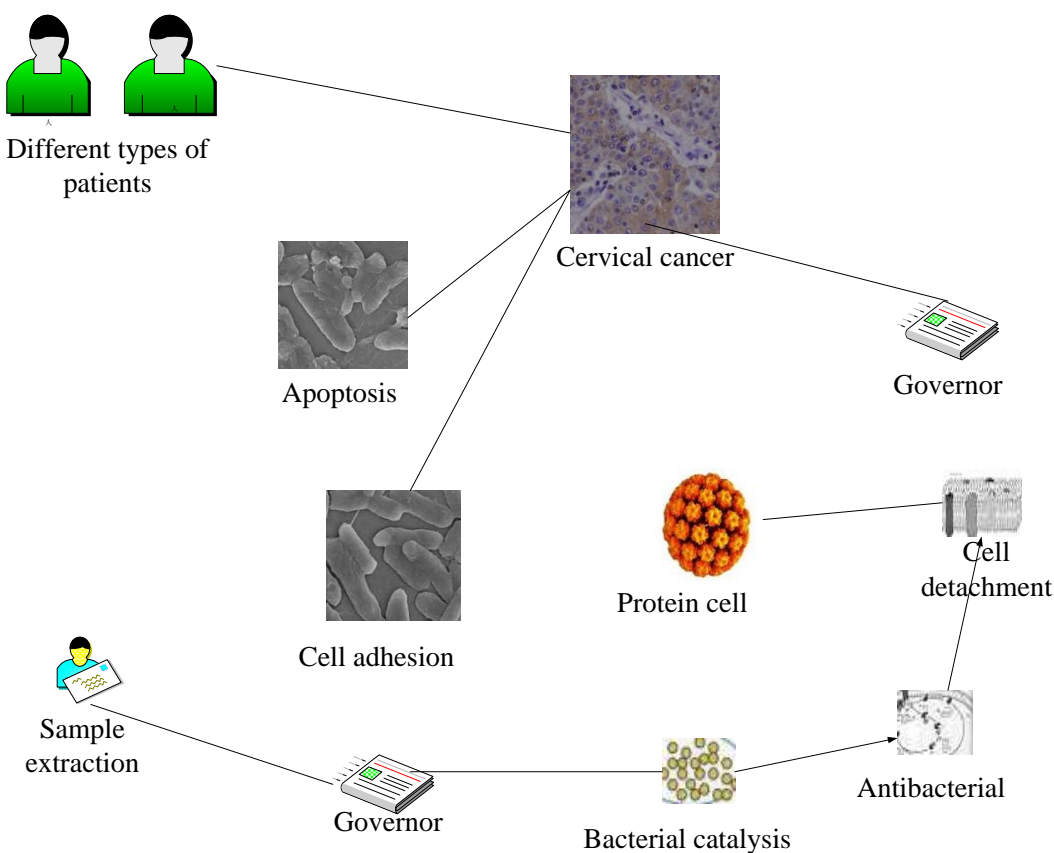 Different types of
patients
Cervical cancer
Apoptosis
Governor
Protein cell
Cell
detachment
Cell adhesion
Sample
extraction
Governor
Antibacterial
Bacterial catalysis